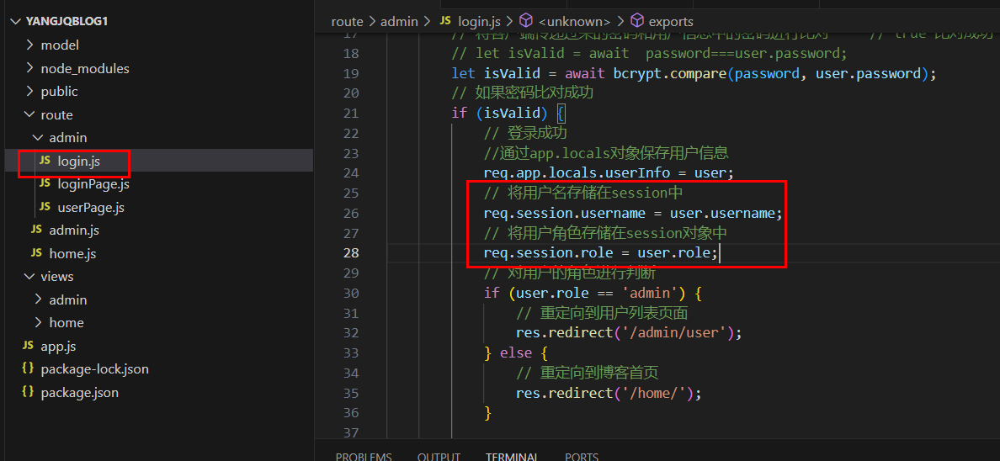 YANGJQBLOG1
model
node_modules
public
route
admin
JS login.js
JS loginPage.js
JS userPage.js
JS admin.js
JS home.js
views
admin
home
JS app.js
{} package-lock.json
{} package.json
route > admin > JS login.js > <unknown> > exports
17 // 将客户端传递过来的密码和用户信息中的密码进行比对 // true 比对成功
18 // let isValid = await password===user.password;
19 let isValid = await bcrypt.compare(password, user.password);
20 // 如果密码比对成功
21 if (isValid) {
22 // 登录成功
23 //通过app.locals对象保存用户信息
24 req.app.locals.userInfo = user;
25 // 将用户名存储在session中
26 req.session.username = user.username;
27 // 将用户角色存储在session对象中
28 req.session.role = user.role;
29 // 对用户的角色进行判断
30 if (user.role == 'admin') {
31 // 重定向到用户列表页面
32 res.redirect('/admin/user');
33 } else {
34 // 重定向到博客首页
35 res.redirect('/home/');
36 }
37
PROBLEMS OUTPUT TERMINAL PORTS